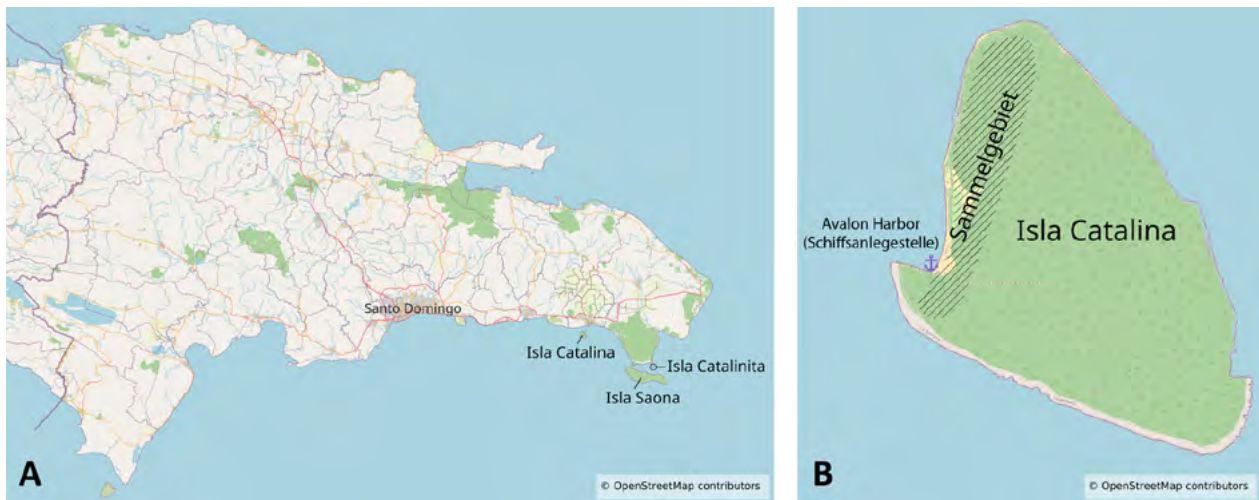 Santo Domingo
Isla Catalina
Isla Catalinita
Isla Saona
A
© OpenStreetMap contributors
Sammelgebiet
Avalon Harbor
(Schiffsanlegestelle)
Isla Catalina
B
© OpenStreetMap contributors